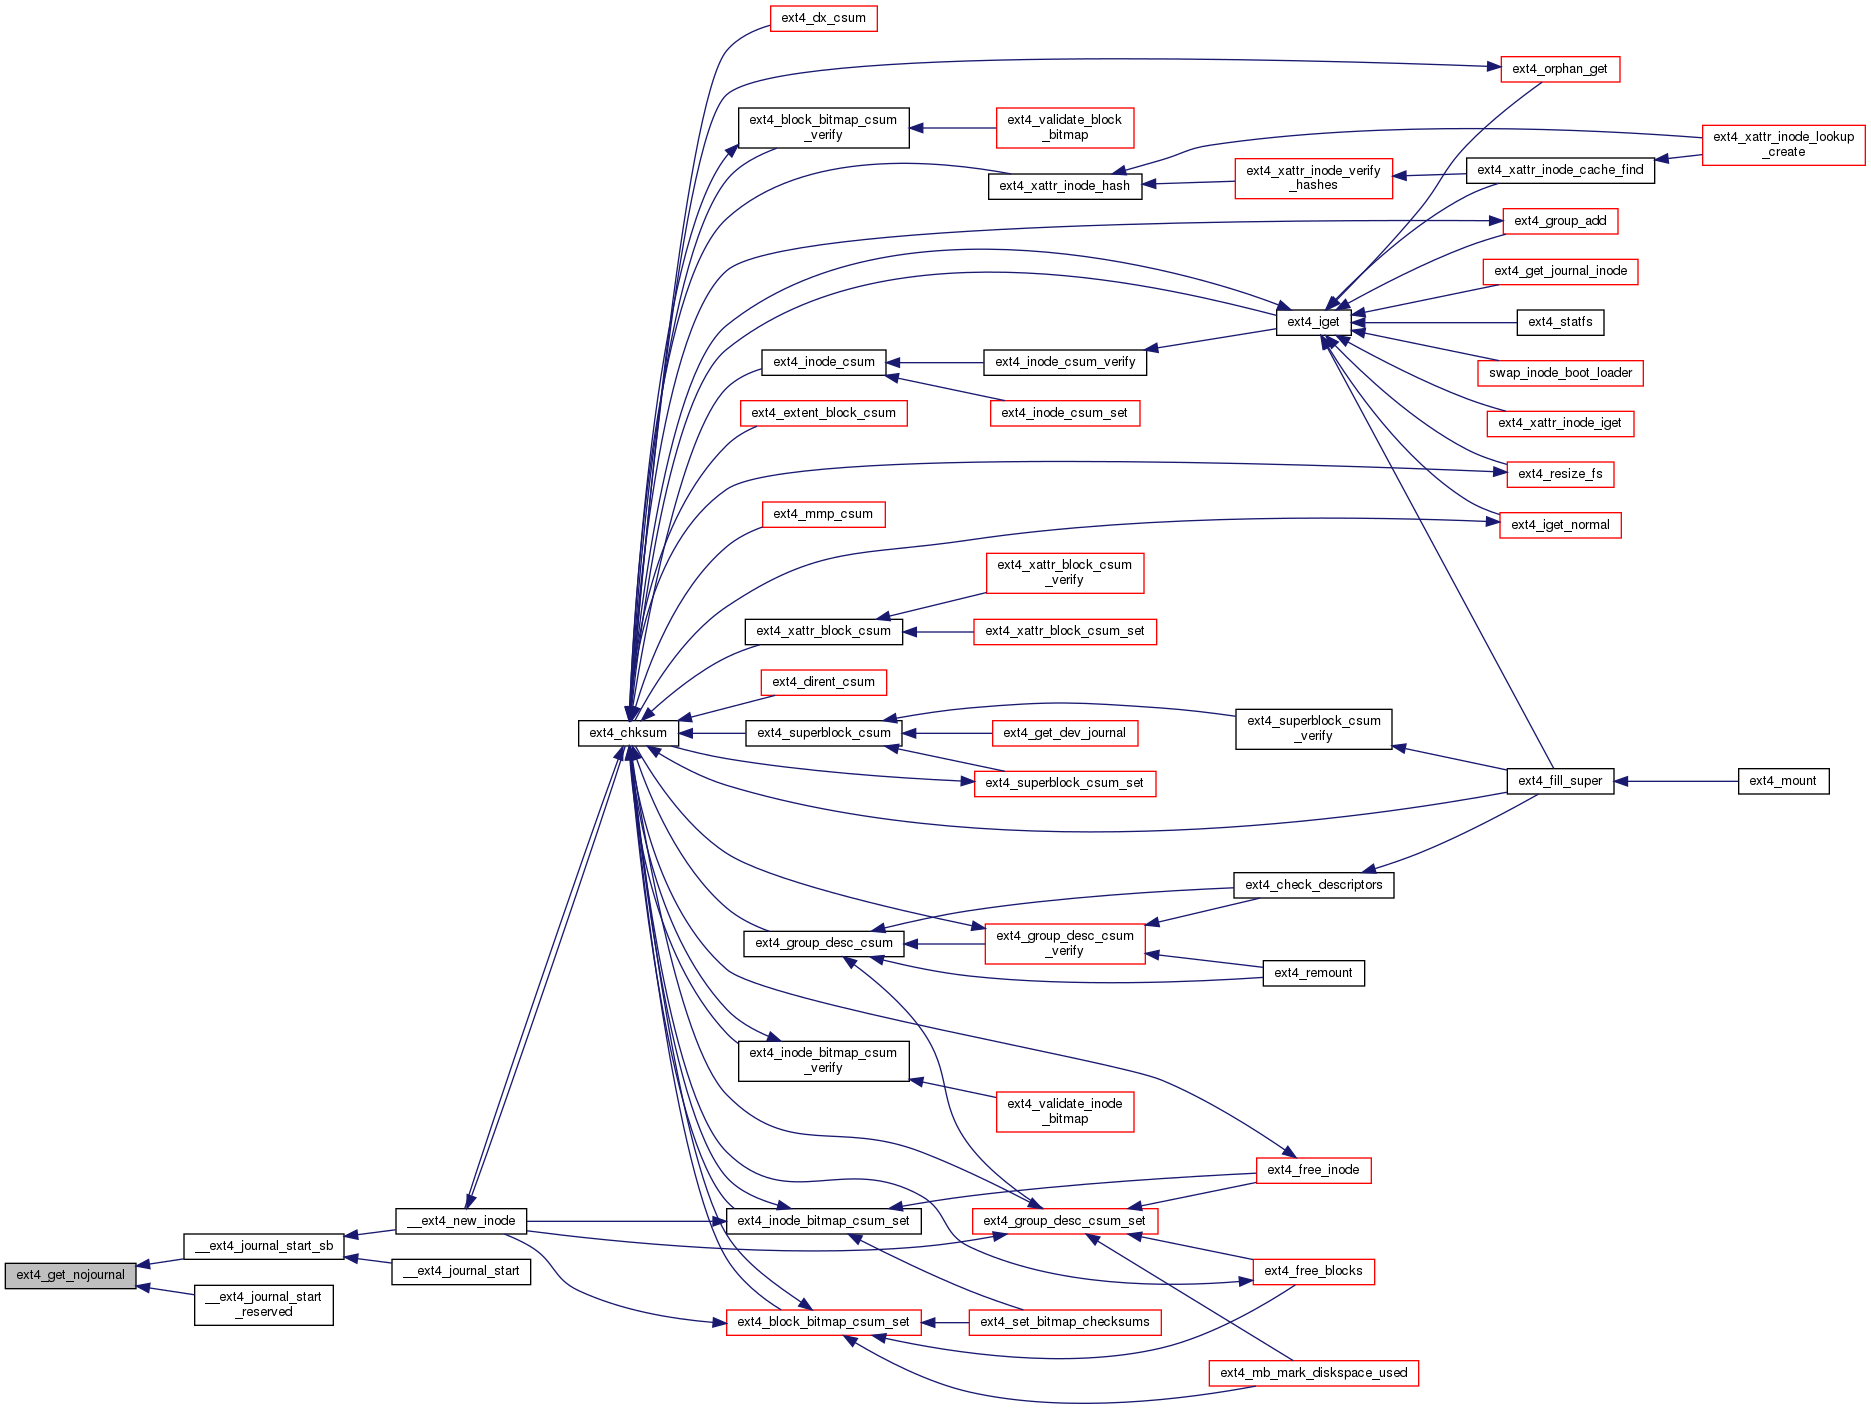 ext4_dx_csum
ext4_orphan_get
ext4_block_bitmap_csum
_verify
ext4_validate_block
_bitmap
ext4_xattr_inode_lookup
_create
ext4_xattr_inode_hash
ext4_xattr_inode_verify
_hashes
ext4_xattr_inode_cache_find
ext4_group_add
ext4_get_journal_inode
ext4_iget
ext4_statfs
ext4_inode_csum
ext4_inode_csum_verify
swap_inode_boot_loader
ext4_extent_block_csum
ext4_inode_csum_set
ext4_xattr_inode_iget
ext4_resize_fs
ext4_mmp_csum
ext4_iget_normal
ext4_xattr_block_csum
_verify
ext4_xattr_block_csum
ext4_xattr_block_csum_set
ext4_dirent_csum
ext4_chksum
ext4_superblock_csum
ext4_get_dev_journal
ext4_superblock_csum
_verify
ext4_superblock_csum_set
ext4_fill_super
ext4_mount
ext4_check_descriptors
ext4_group_desc_csum
ext4_group_desc_csum
_verify
ext4_remount
ext4_inode_bitmap_csum
_verify
ext4_validate_inode
_bitmap
ext4_free_inode
__ext4_new_inode
ext4_inode_bitmap_csum_set
ext4_group_desc_csum_set
__ext4_journal_start_sb
ext4_get_nojournal
__ext4_journal_start
ext4_free_blocks
__ext4_journal_start
_reserved
ext4_block_bitmap_csum_set
ext4_set_bitmap_checksums
ext4_mb_mark_diskspace_used